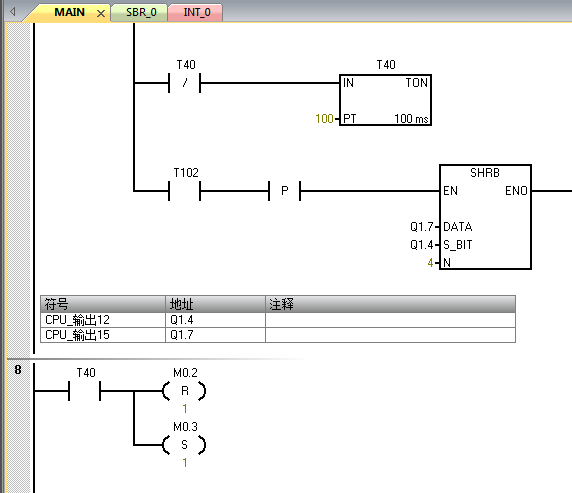 MAIN SBR_0 INT_0
T40 T40
/ IN TON
100 PT 100 ms
T102 SHRB
P EN ENO
Q1.7 DATA
Q1.4 S_BIT
4 N
符号 地址 注释
CPU_输出12 Q1.4
CPU_输出15 Q1.7
8
T40 M0.2
R
1
M0.3
S
1